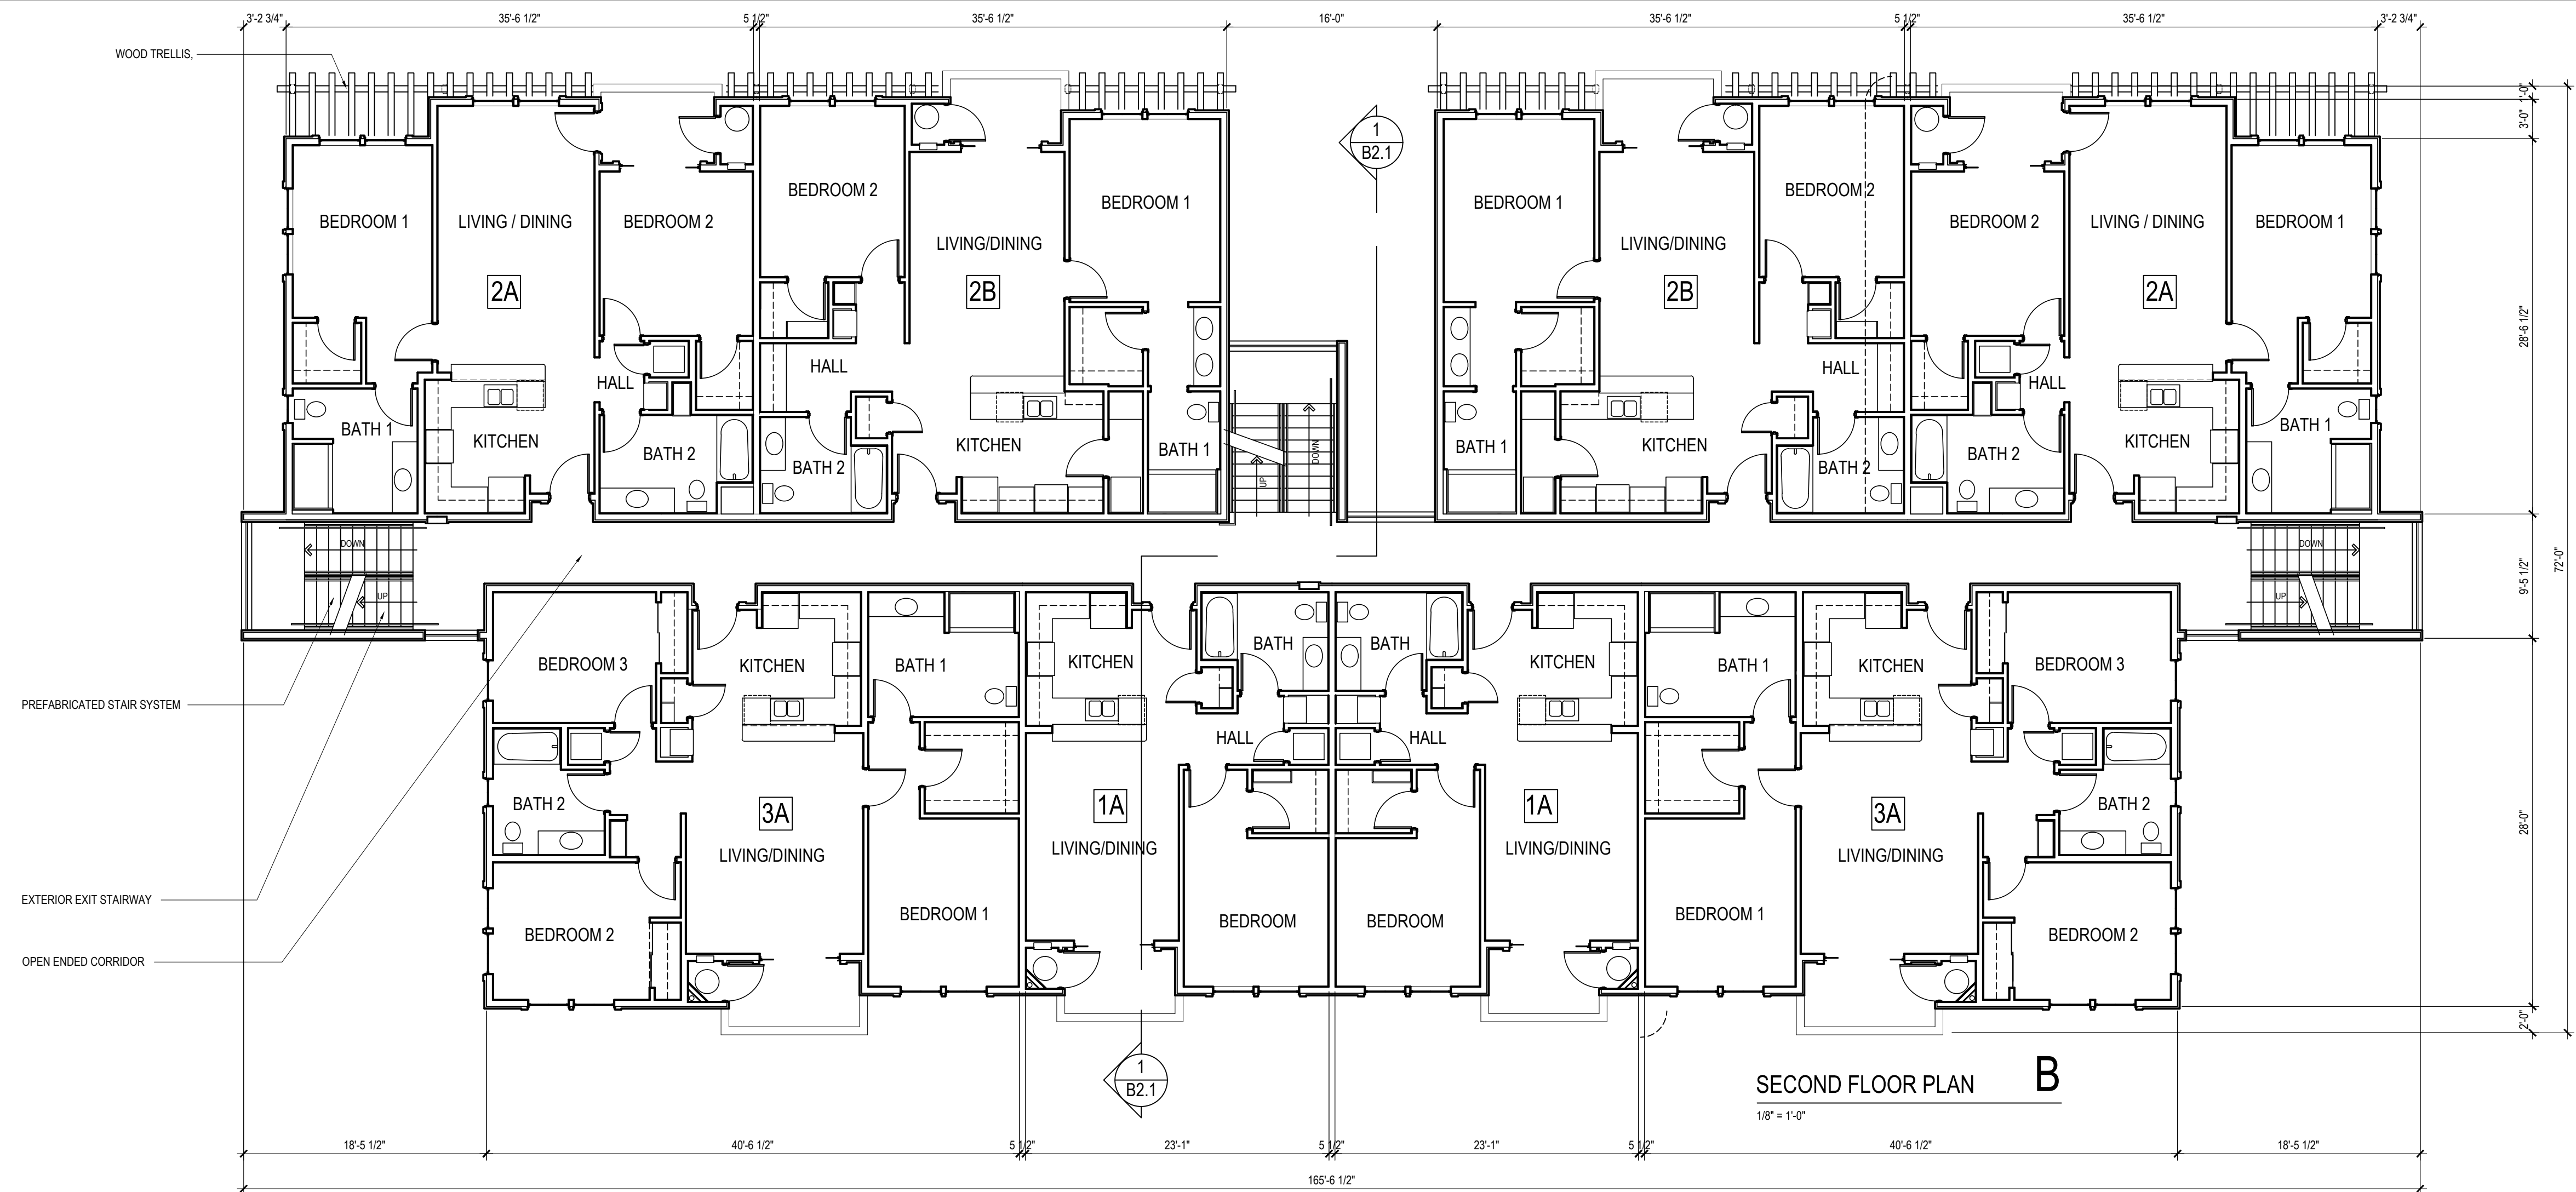 3'-2 3/4" 35'-6 1/2" 5 1/2" 35'-6 1/2" 16'-0" 35'-6 1/2" 5 1/2" 35'-6 1/2" 3'-2 3/4"
WOOD TRELLIS,
1'-0"
3'-0"
1
B2.1
BEDROOM 2 BEDROOM 2
BEDROOM 1 BEDROOM 1
BEDROOM 1 LIVING / DINING BEDROOM 2 BEDROOM 2 LIVING / DINING BEDROOM 1
LIVING/DINING LIVING/DINING
2A 2B 2B 2A
28'-6 1/2"
HALL HALL
HALL HALL
BATH 1 KITCHEN BATH 2 BATH 2 KITCHEN BATH 1
DOWN
UP
BATH 1 KITCHEN BATH 2 BATH 2 KITCHEN BATH 1
DOWN DOWN
9'-5 1/2"
72'-0"
UP UP
BEDROOM 3 KITCHEN BATH 1 KITCHEN BATH BATH KITCHEN BATH 1 KITCHEN BEDROOM 3
PREFABRICATED STAIR SYSTEM
HALL HALL
BATH 2 3A 1A 1A 3A BATH 2
28'-0"
LIVING/DINING LIVING/DINING LIVING/DINING LIVING/DINING
EXTERIOR EXIT STAIRWAY
BEDROOM 1 BEDROOM BEDROOM BEDROOM 1
BEDROOM 2 BEDROOM 2
OPEN ENDED CORRIDOR
2'-0"
1
B2.1
SECOND FLOOR PLAN B
1/8" = 1'-0"
18'-5 1/2" 40'-6 1/2" 5 1/2" 23'-1" 5 1/2" 23'-1" 5 1/2" 40'-6 1/2" 18'-5 1/2"
165'-6 1/2"